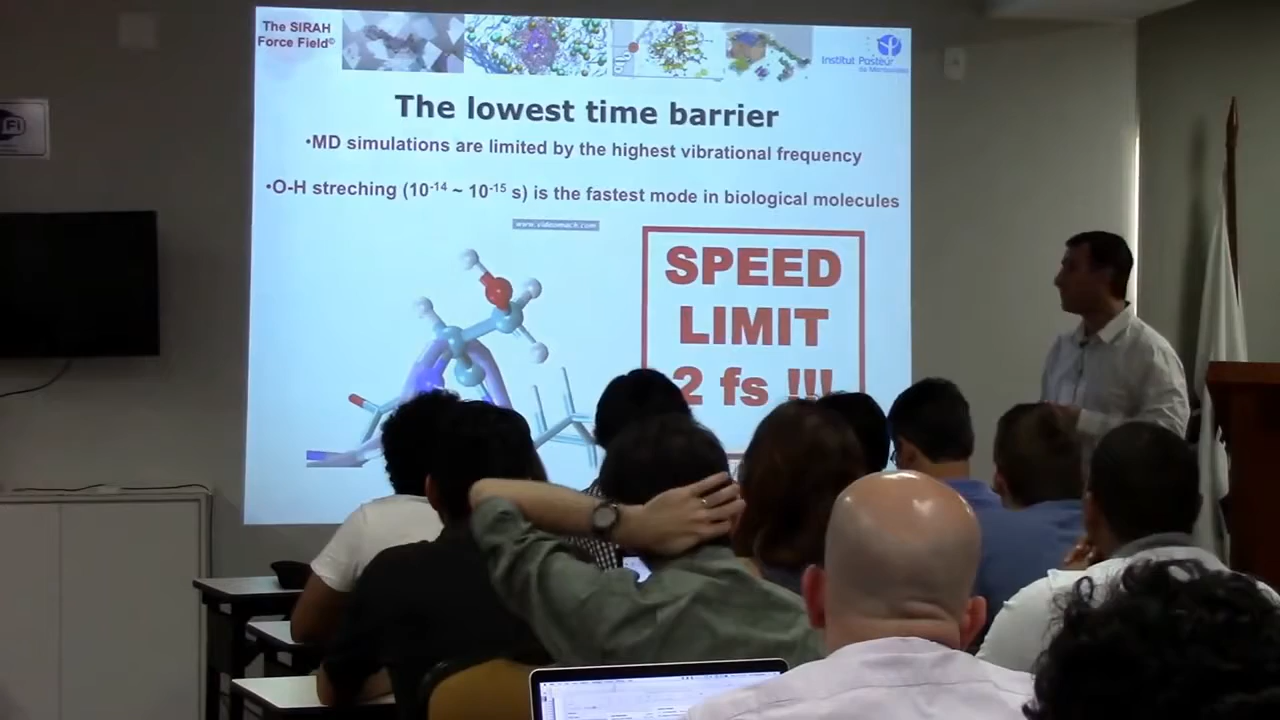 The SIRAH
Force Field©
Institut Pasteur
de Montevideo
The lowest time barrier
•MD simulations are limited by the highest vibrational frequency
•O-H streching (10⁻¹⁴ ~ 10⁻¹⁵ s) is the fastest mode in biological molecules
www.videomach.com
SPEED
LIMIT
2 fs !!!
Fi